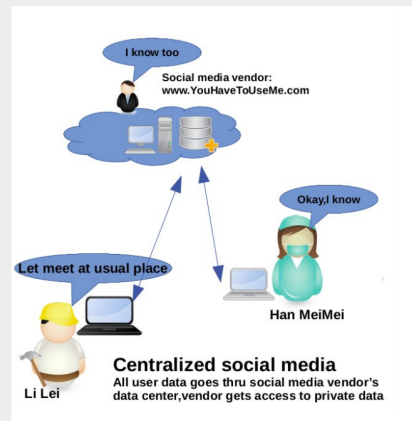 I know too
Social media vendor:
www.YouHaveToUseMe.com
Okay,I know
Let meet at usual place
Han MeiMei
Li Lei
Centralized social media
All user data goes thru social media vendor's
data center,vendor gets access to private data